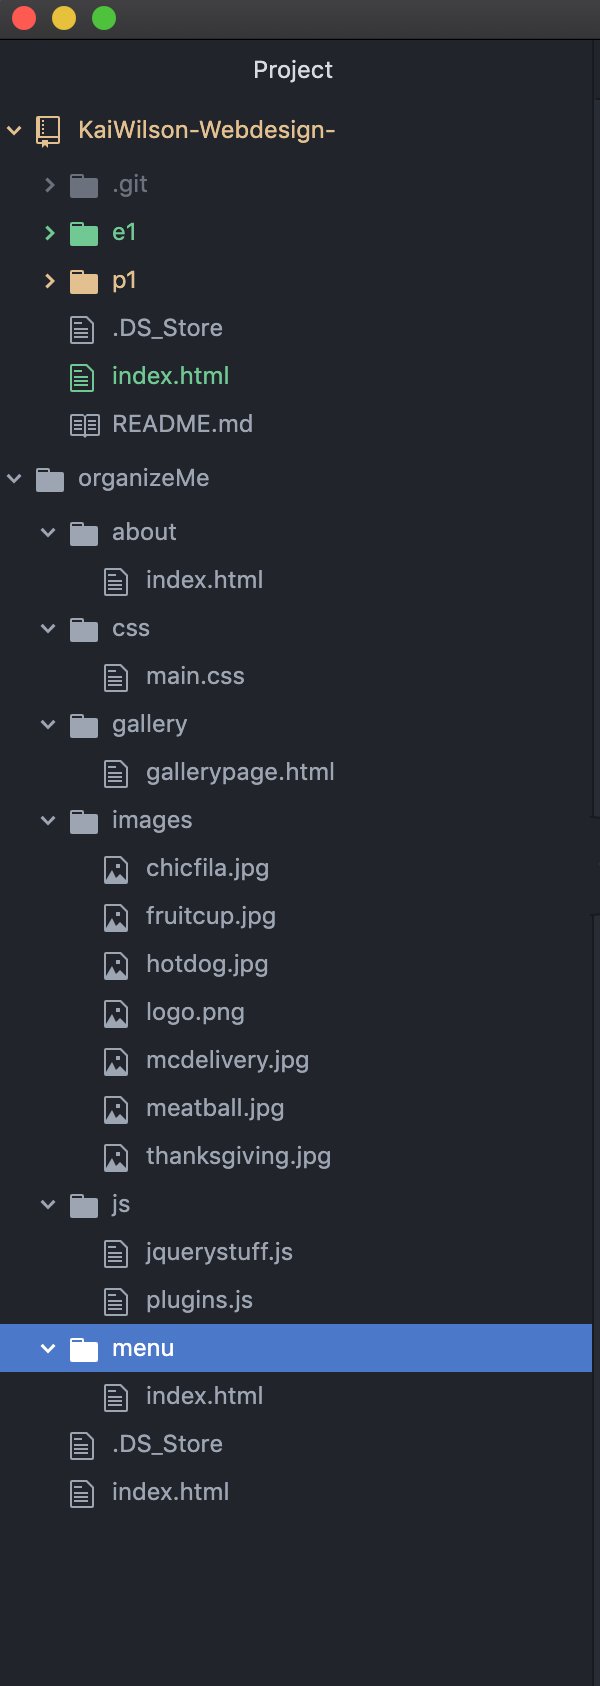 Project
KaiWilson-Webdesign-
.git
e1
p1
.DS_Store
index.html
README.md
organizeMe
about
index.html
css
main.css
gallery
gallerypage.html
images
chicfila.jpg
fruitcup.jpg
hotdog.jpg
logo.png
mcdelivery.jpg
meatball.jpg
thanksgiving.jpg
js
jquerystuff.js
plugins.js
menu
index.html
.DS_Store
index.html